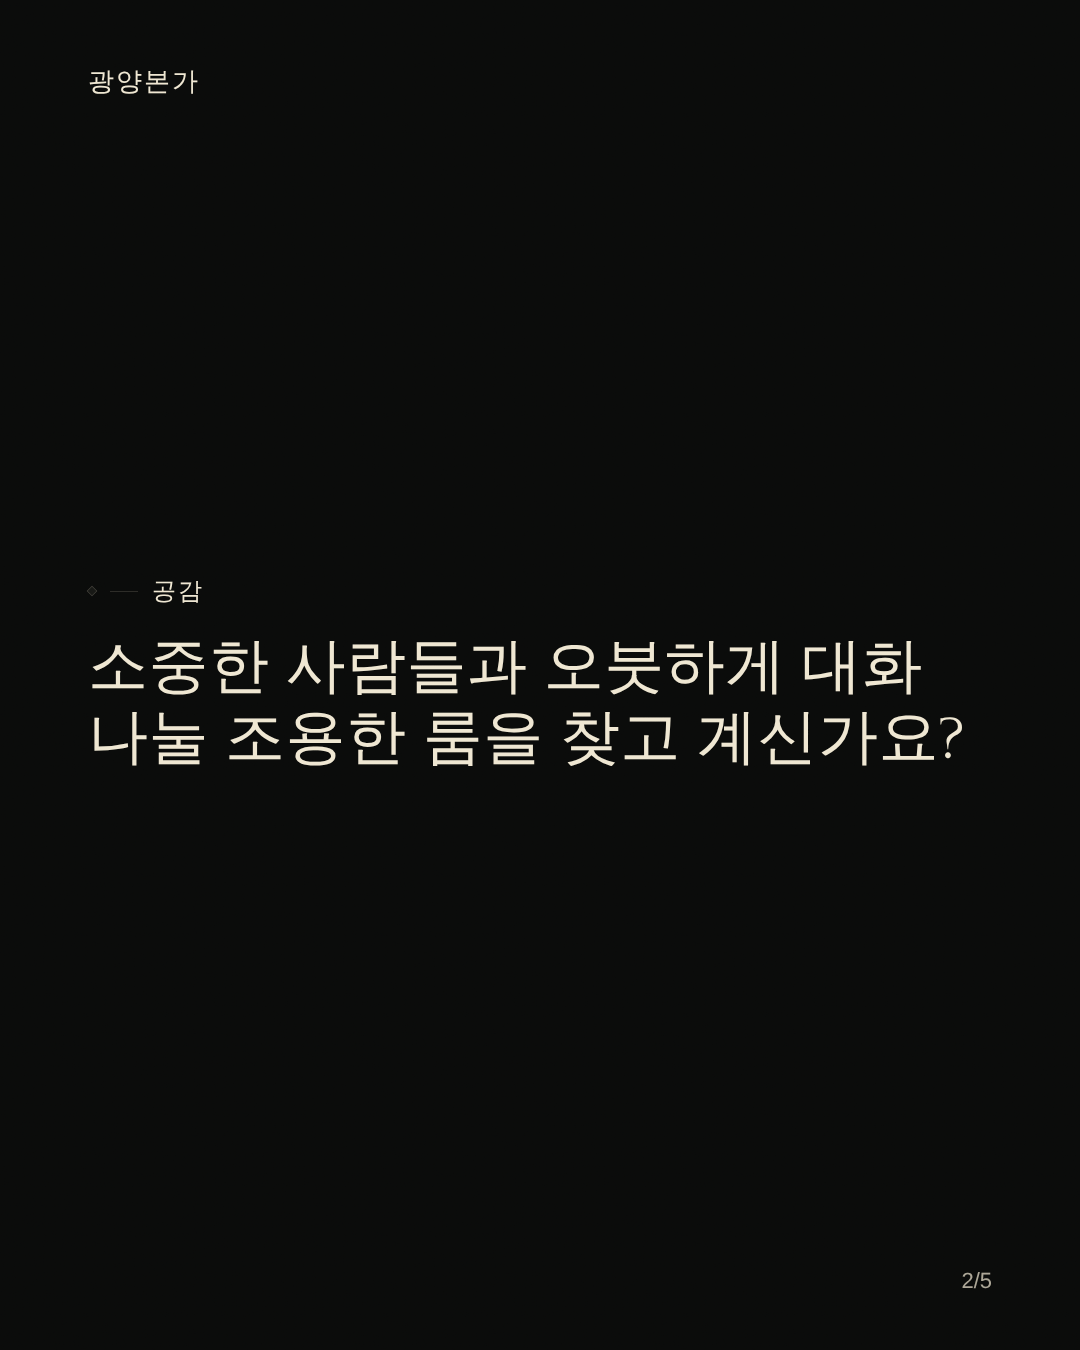 광양본가
공감
소중한 사람들과 오붓하게 대화
나눌 조용한 룸을 찾고 계신가요?
2/5